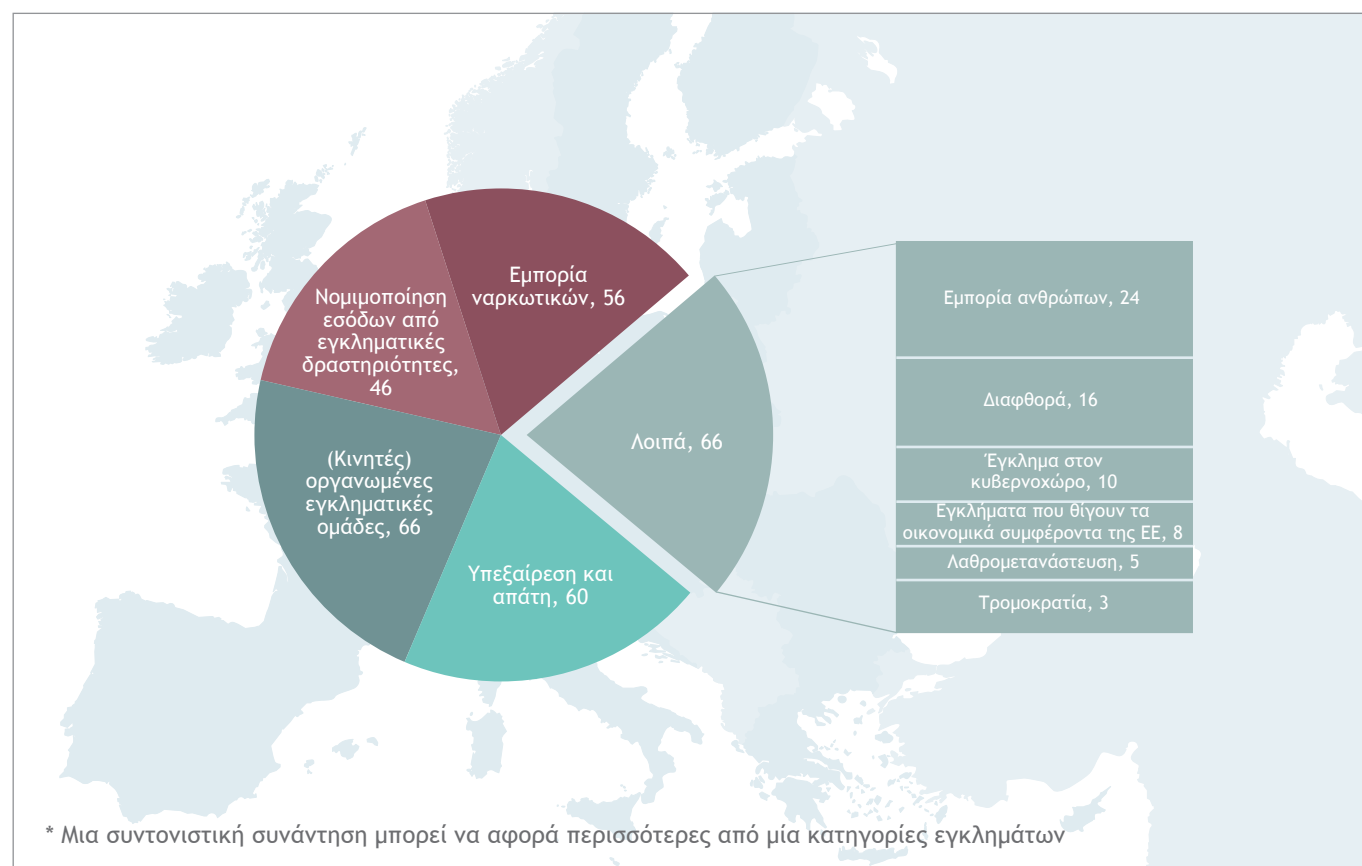 Εμπορία
ναρκωτικών, 56
Νομιμοποίηση
εσόδων από
εγκληματικές
δραστηριότητες,
46
(Κινητές)
οργανωμένες
εγκληματικές
ομάδες, 66
Υπεξαίρεση και
απάτη, 60
Λοιπά, 66
Εμπορία ανθρώπων, 24
Διαφθορά, 16
Έγκλημα στον
κυβερνοχώρο, 10
Εγκλήματα που θίγουν τα
οικονομικά συμφέροντα της ΕΕ, 8
Λαθρομετανάστευση, 5
Τρομοκρατία, 3
* Μια συντονιστική συνάντηση μπορεί να αφορά περισσότερες από μία κατηγορίες εγκλημάτων